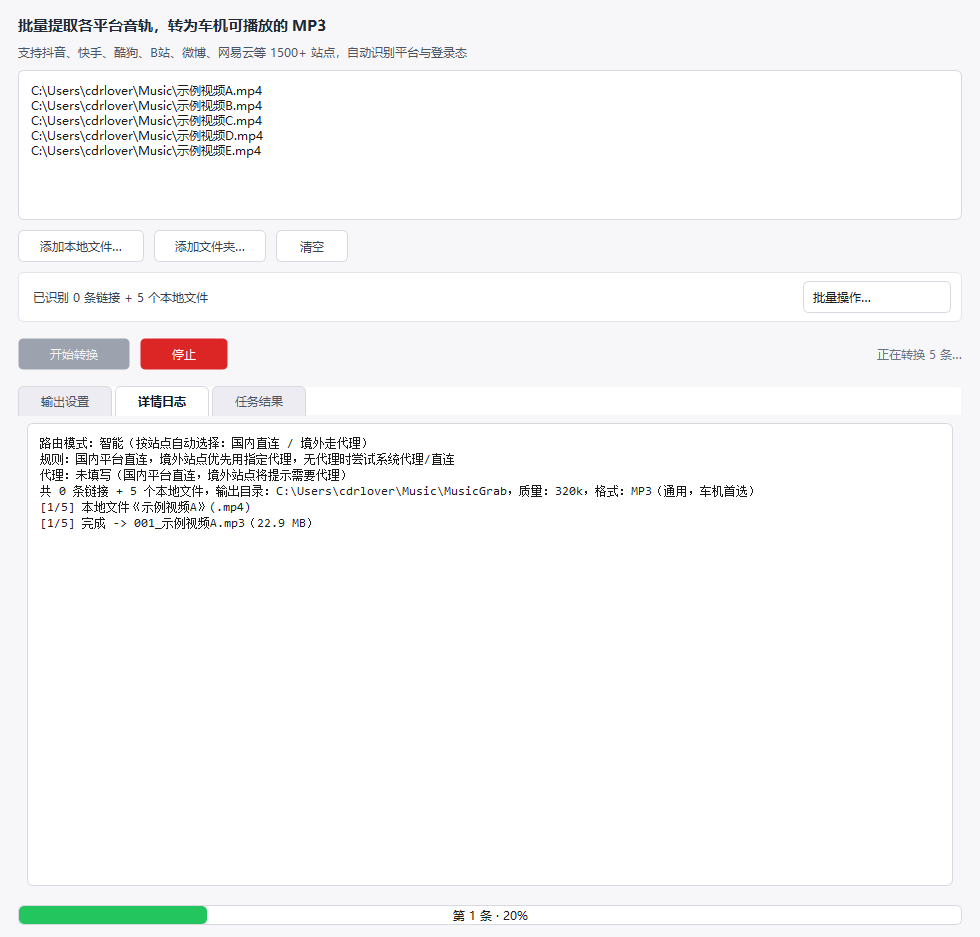 批量提取各平台音轨，转为车机可播放的 MP3
支持抖音、快手、酷狗、B站、微博、网易云等 1500+ 站点，自动识别平台与登录态
C:\Users\cdrlover\Music\示例视频A.mp4
C:\Users\cdrlover\Music\示例视频B.mp4
C:\Users\cdrlover\Music\示例视频C.mp4
C:\Users\cdrlover\Music\示例视频D.mp4
C:\Users\cdrlover\Music\示例视频E.mp4
添加本地文件... 添加文件夹... 清空
已识别 0 条链接 + 5 个本地文件 批量操作...
开始转换 停止 正在转换 5 条...
输出设置 详情日志 任务结果
路由模式：智能（按站点自动选择：国内直连 / 境外走代理）
规则：国内平台直连，境外站点优先用指定代理，无代理时尝试系统代理/直连
代理：未填写（国内平台直连，境外站点将提示需要代理）
共 0 条链接 + 5 个本地文件，输出目录：C:\Users\cdrlover\Music\MusicGrab，质量：320k，格式：MP3（通用，车机首选）
[1/5] 本地文件《示例视频A》（.mp4）
[1/5] 完成 -> 001_示例视频A.mp3（22.9 MB）
第 1 条 · 20%